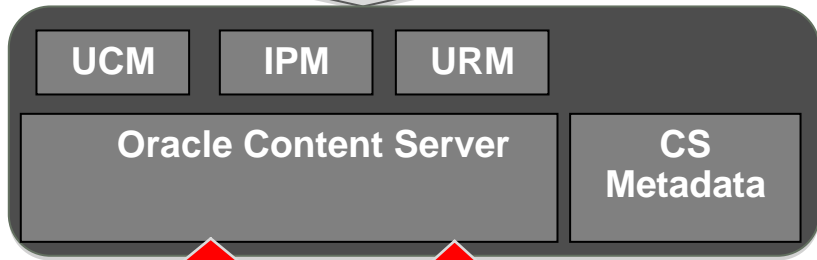 UCM IPM URM
Oracle Content Server
CS
Metadata